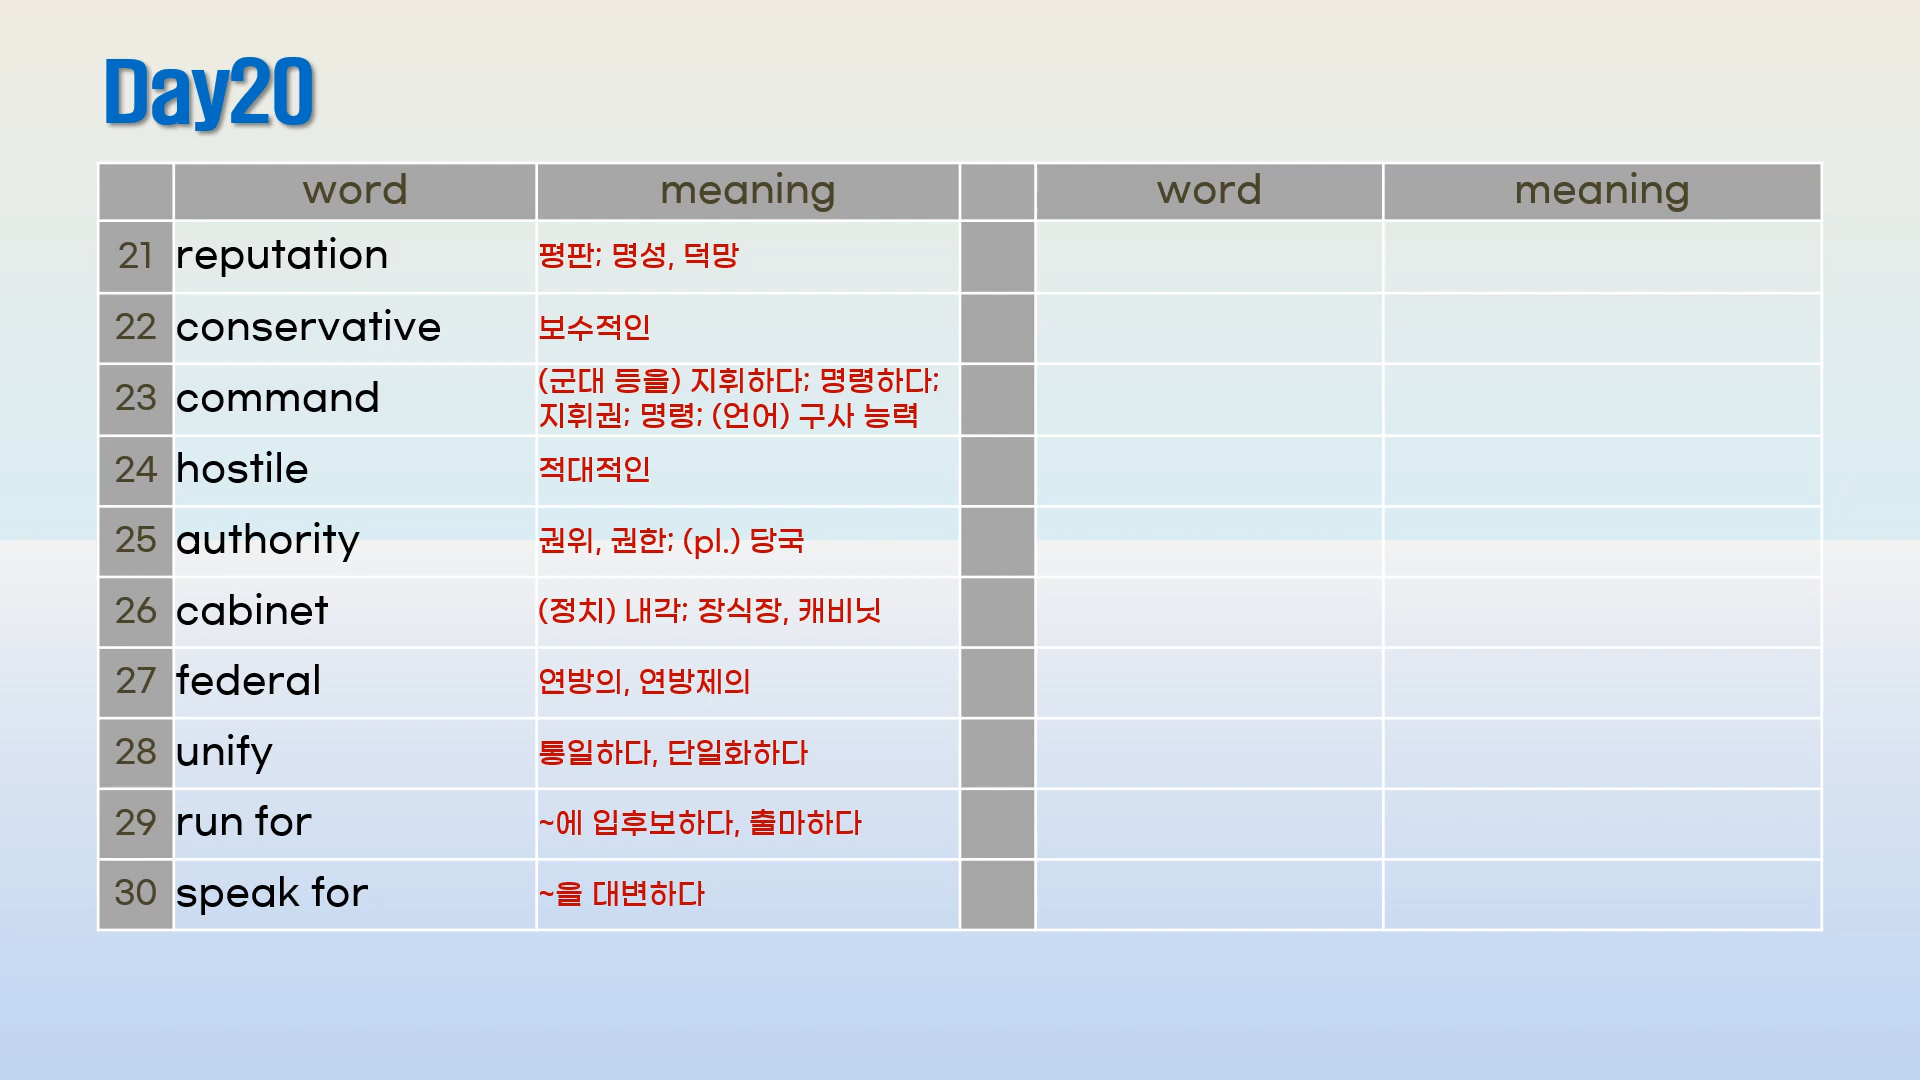 Day20
word meaning word meaning
21 reputation 평판; 명성, 덕망
22 conservative 보수적인
23 command (군대 등을) 지휘하다; 명령하다;
지휘권; 명령; (언어) 구사 능력
24 hostile 적대적인
25 authority 권위, 권한; (pl.) 당국
26 cabinet (정치) 내각; 장식장, 캐비닛
27 federal 연방의, 연방제의
28 unify 통일하다, 단일화하다
29 run for ~에 입후보하다, 출마하다
30 speak for ~을 대변하다